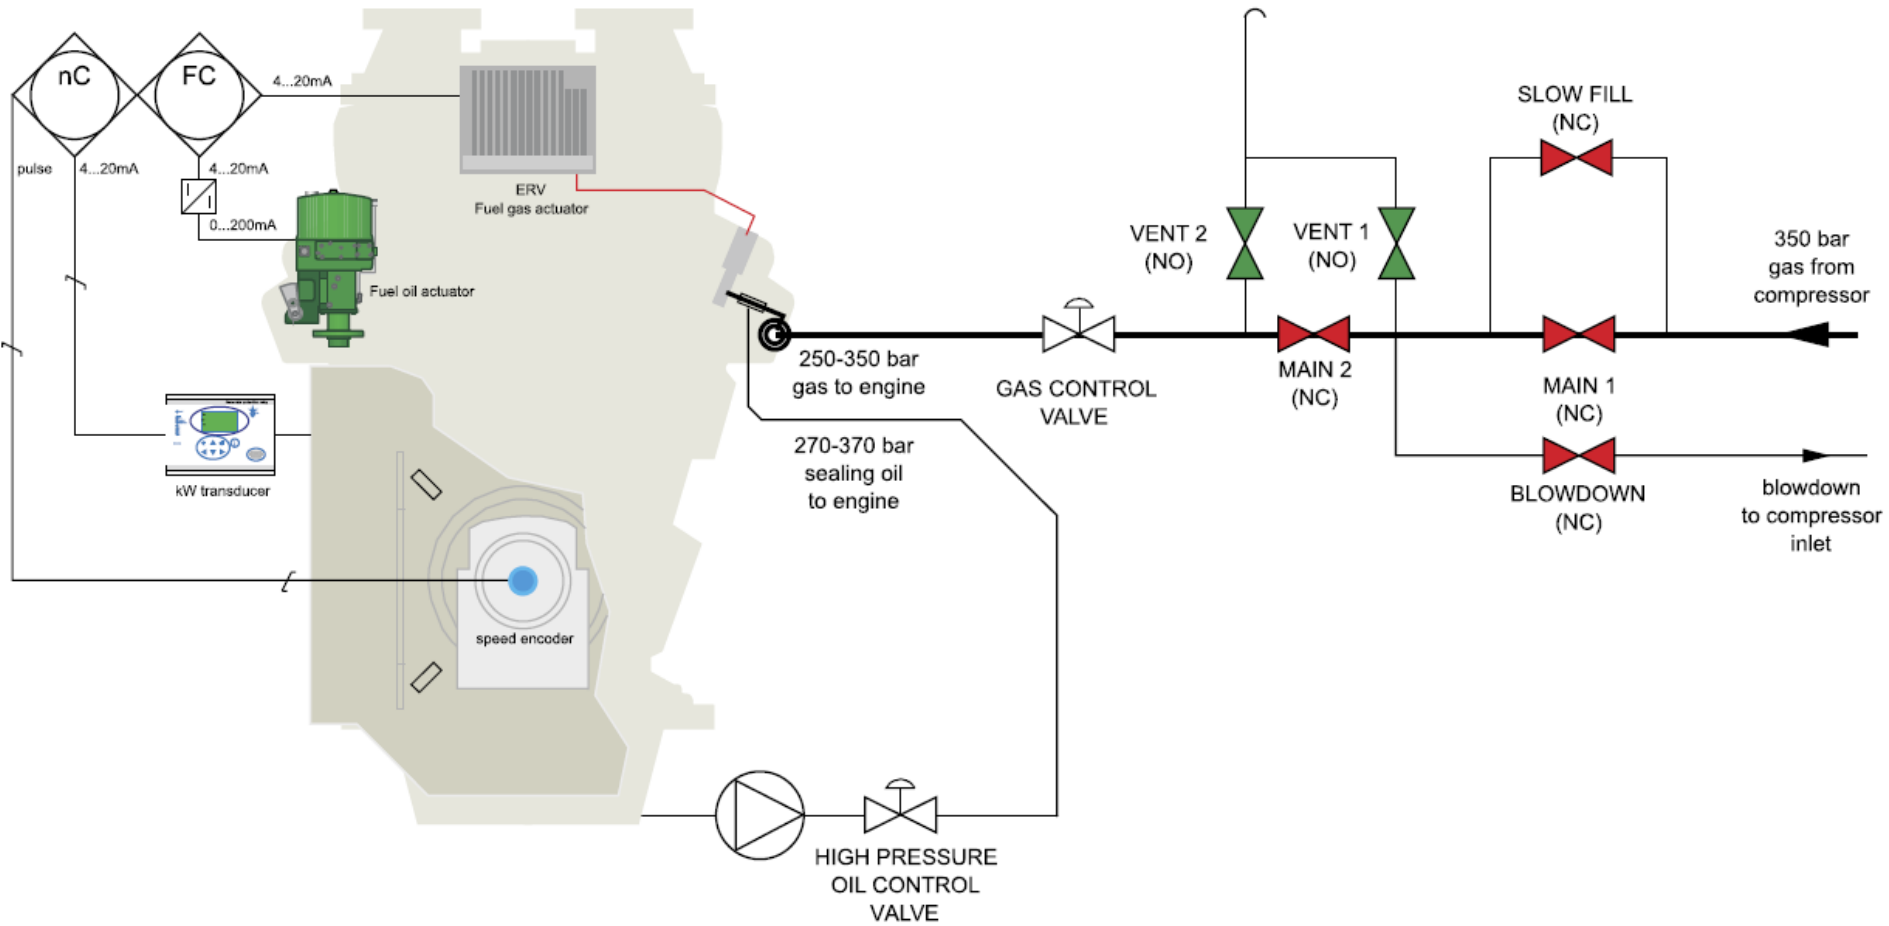 nC
FC
4...20mA
pulse
4...20mA
4...20mA
I
I
0...200mA
ERV
Fuel gas actuator
Fuel oil actuator
kW transducer
speed encoder
SLOW FILL
(NC)
VENT 2
(NO)
VENT 1
(NO)
350 bar
gas from
compressor
250-350 bar
gas to engine
GAS CONTROL
VALVE
MAIN 2
(NC)
MAIN 1
(NC)
270-370 bar
sealing oil
to engine
BLOWDOWN
(NC)
blowdown
to compressor
inlet
HIGH PRESSURE
OIL CONTROL
VALVE